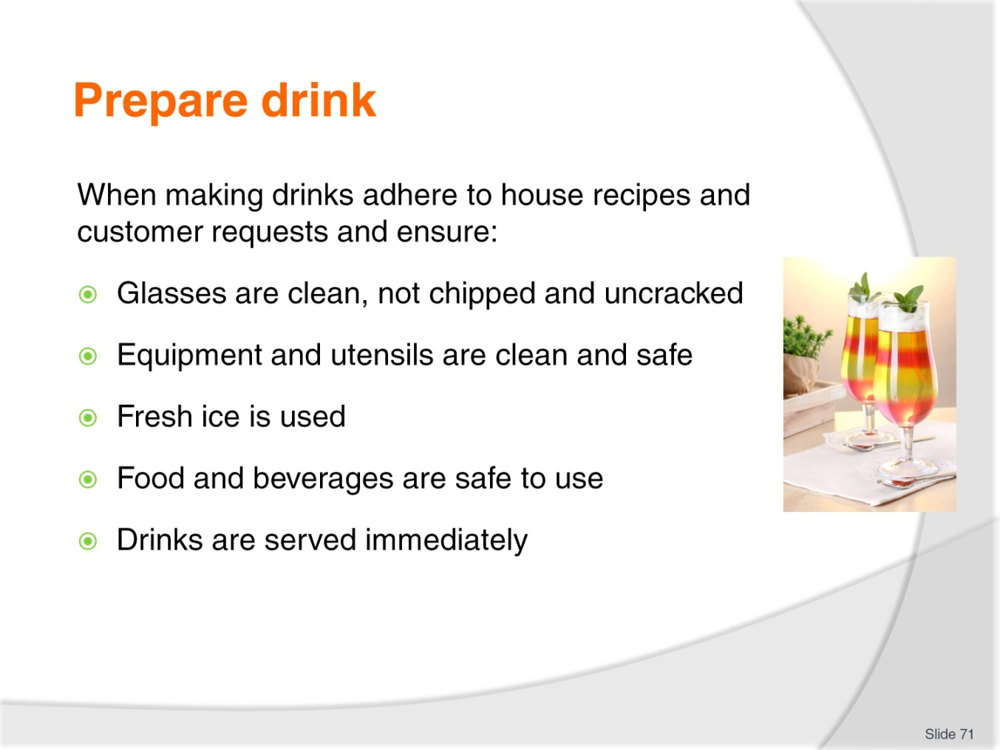 Prepare drink
When making drinks adhere to house recipes and
customer requests and ensure:
Glasses are clean, not chipped and uncracked
Equipment and utensils are clean and safe
Fresh ice is used
Food and beverages are safe to use
Drinks are served immediately
Slide 71